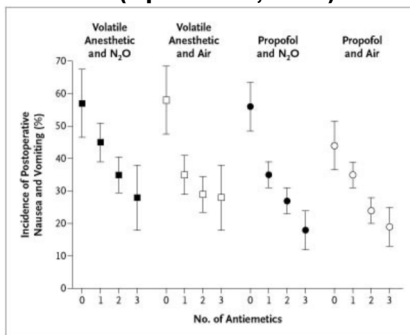 Volatile Anesthetic and N₂O
Volatile Anesthetic and Air
Propofol and N₂O
Propofol and Air
Incidence of Postoperative
Nausea and Vomiting (%)
70
60
50
40
30
20
10
0
0 1 2 3 0 1 2 3 0 1 2 3 0 1 2 3
No. of Antiemetics